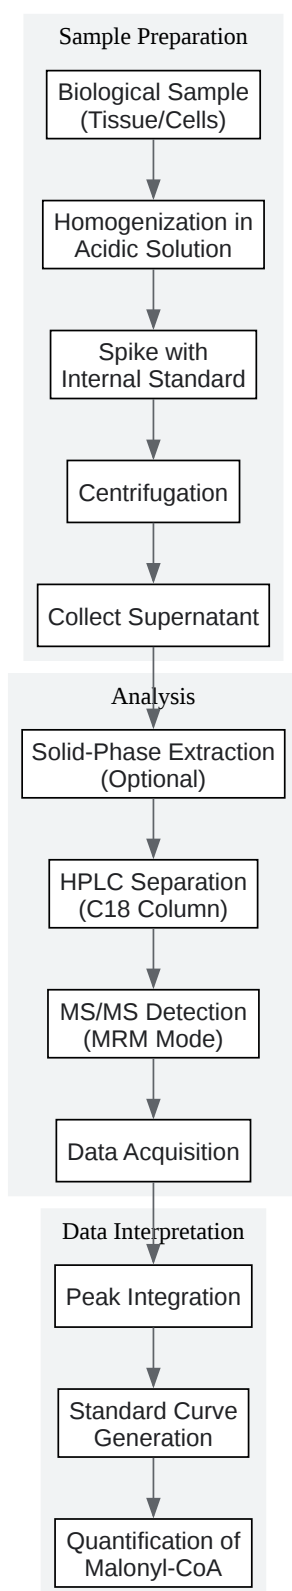 Sample Preparation
Biological Sample
(Tissue/Cells)
Homogenization in
Acidic Solution
Spike with
Internal Standard
Centrifugation
Collect Supernatant
Analysis
Solid-Phase Extraction
(Optional)
HPLC Separation
(C18 Column)
MS/MS Detection
(MRM Mode)
Data Acquisition
Data Interpretation
Peak Integration
Standard Curve
Generation
Quantification of
Malonyl-CoA